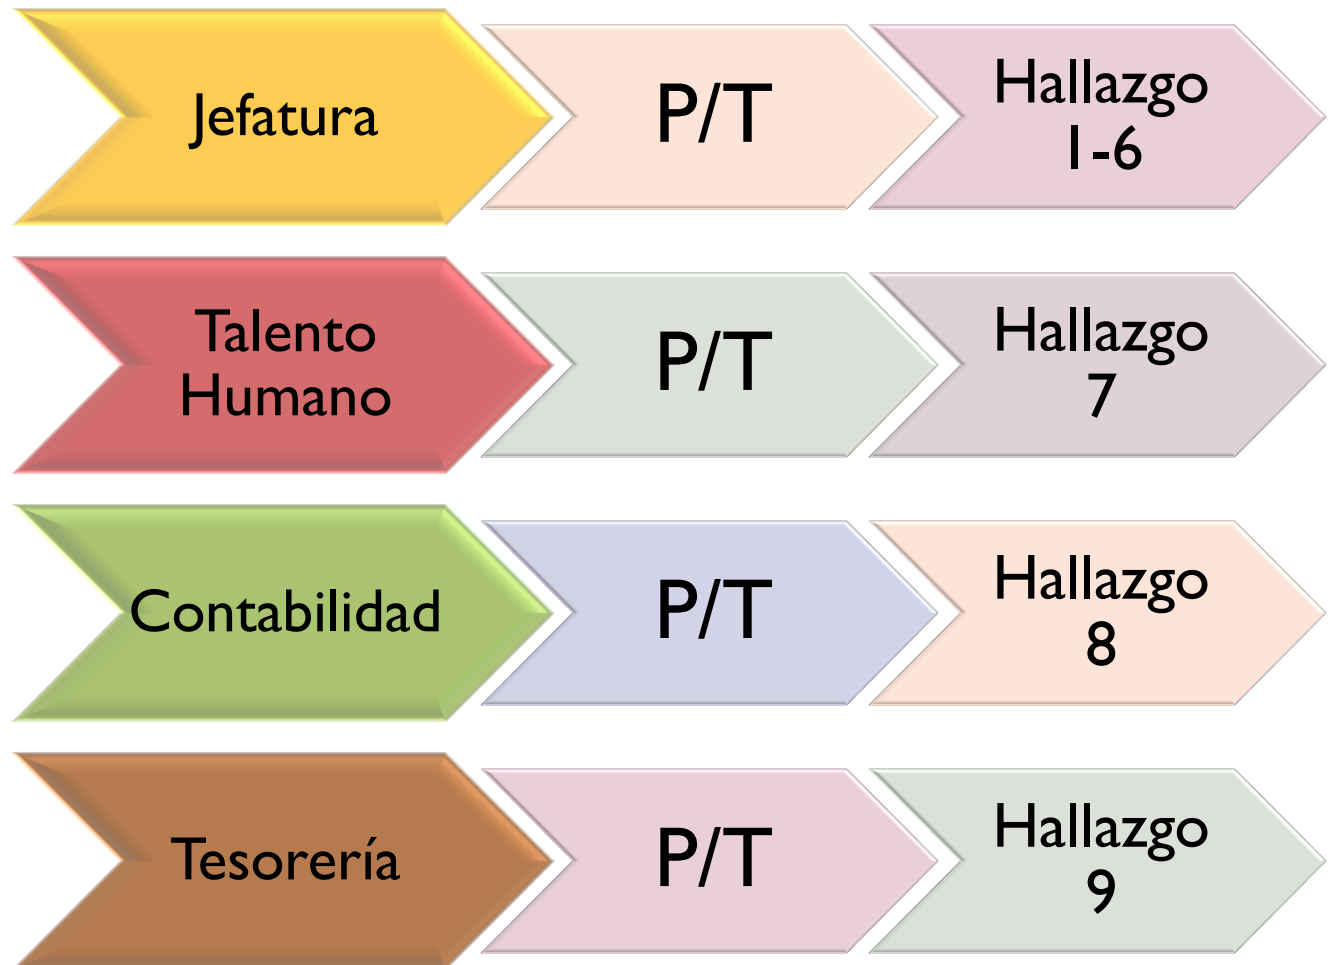 Jefatura
P/T
Hallazgo
1-6
Talento
Humano
P/T
Hallazgo
7
Contabilidad
P/T
Hallazgo
8
Tesorería
P/T
Hallazgo
9